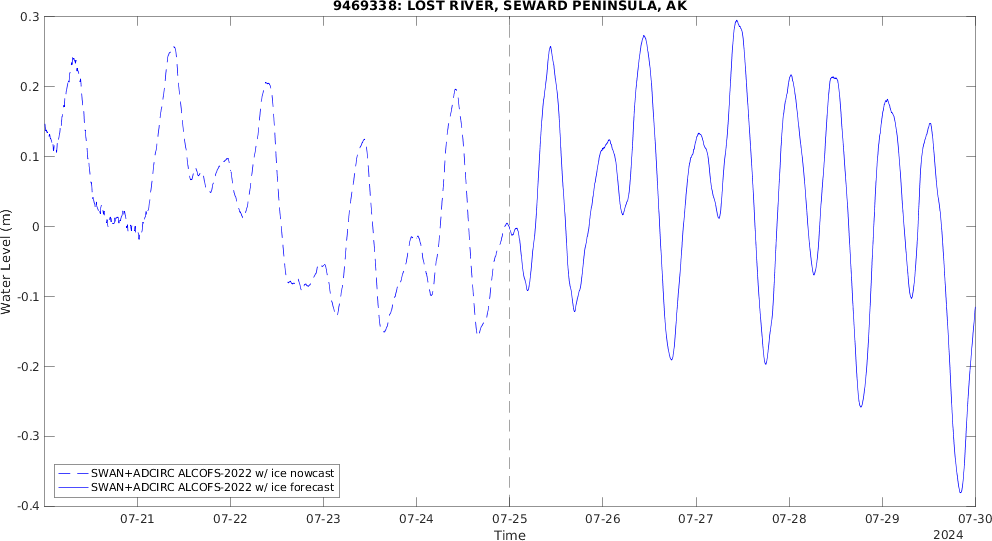 9469338: LOST RIVER, SEWARD PENINSULA, AK
0.3
0.2
0.1
0
-0.1
-0.2
-0.3
-0.4
Water Level (m)
SWAN+ADCIRC ALCOFS-2022 w/ ice nowcast
SWAN+ADCIRC ALCOFS-2022 w/ ice forecast
07-21 07-22 07-23 07-24 07-25 07-26 07-27 07-28 07-29 07-30
Time
2024